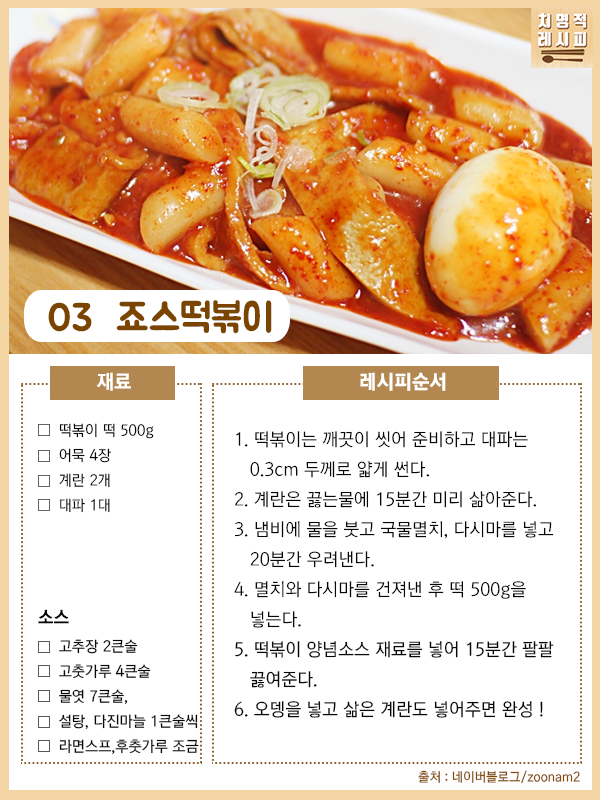 치명적
레시피
03 죠스떡볶이
재료
떡볶이 떡 500g
어묵 4장
계란 2개
대파 1대
소스
고추장 2큰술
고춧가루 4큰술
물엿 7큰술,
설탕, 다진마늘 1큰술씩
라면스프,후춧가루 조금
레시피순서
1. 떡볶이는 깨끗이 씻어 준비하고 대파는
0.3cm 두께로 얇게 썬다.
2. 계란은 끓는물에 15분간 미리 삶아준다.
3. 냄비에 물을 붓고 국물멸치, 다시마를 넣고
20분간 우려낸다.
4. 멸치와 다시마를 건져낸 후 떡 500g을
넣는다.
5. 떡볶이 양념소스 재료를 넣어 15분간 팔팔
끓여준다.
6. 오뎅을 넣고 삶은 계란도 넣어주면 완성 !
출처 : 네이버블로그/zoonam2